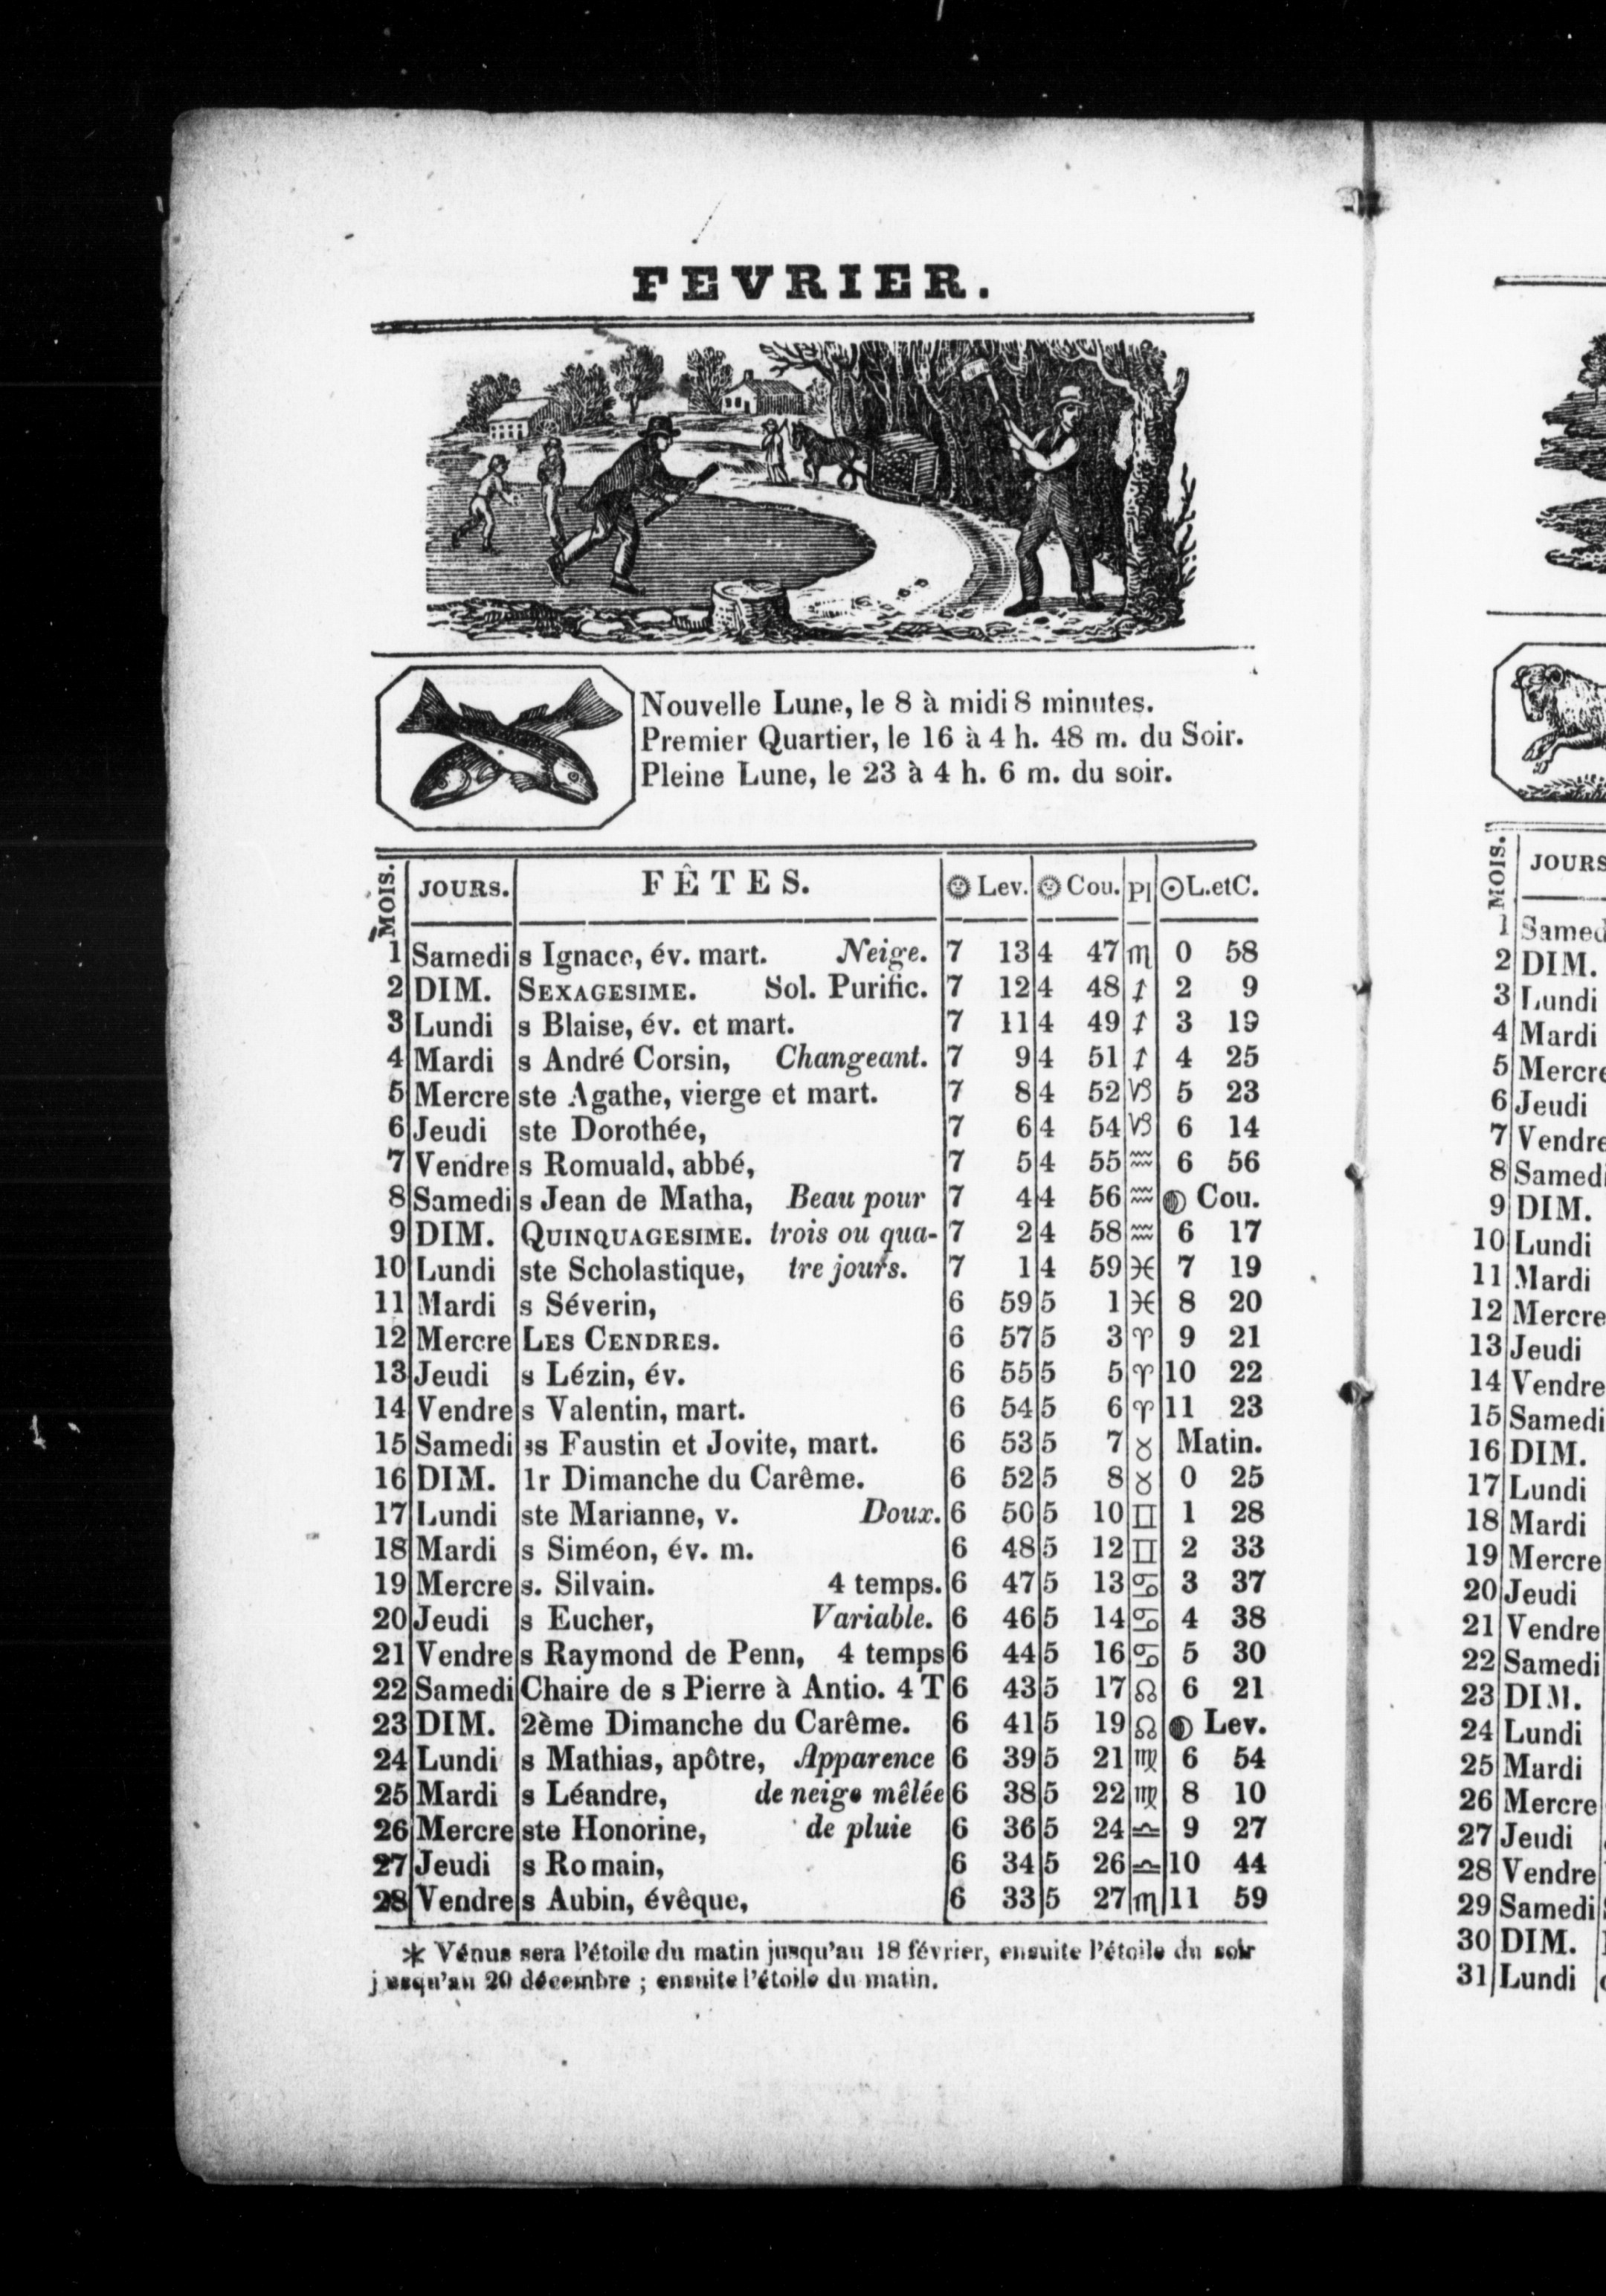 FEVRIER.
Nouvelle Lune, le 8 à midi 8 minutes.
Premier Quartier, le 16 à 4 h. 48 m. du Soir.
Pleine Lune, le 23 à 4 h. 6 m. du soir.
MOIS. JOURS. FÊTES. Lev. Cou. Pl ☉L.etC.
1 Samedi s Ignace, év. mart. Neige. 7 13 4 47 ♏ 0 58
2 DIM. SEXAGESIME. Sol. Purific. 7 12 4 48 ♐ 2 9
3 Lundi s Blaise, év. et mart. 7 11 4 49 ♐ 3 19
4 Mardi s André Corsin, Changeant. 7 9 4 51 ♐ 4 25
5 Mercre ste Agathe, vierge et mart. 7 8 4 52 ♑ 5 23
6 Jeudi ste Dorothée, 7 6 4 54 ♑ 6 14
7 Vendre s Romuald, abbé, 7 5 4 55 ♒ 6 56
8 Samedi s Jean de Matha, Beau pour 7 4 4 56 ♒ Cou.
9 DIM. QUINQUAGESIME. trois ou qua- 7 2 4 58 ♒ 6 17
10 Lundi ste Scholastique, tre jours. 7 1 4 59 ♓ 7 19
11 Mardi s Séverin, 6 59 5 1 ♓ 8 20
12 Mercre LES CENDRES. 6 57 5 3 ♈ 9 21
13 Jeudi s Lézin, év. 6 55 5 5 ♈ 10 22
14 Vendre s Valentin, mart. 6 54 5 6 ♈ 11 23
15 Samedi ss Faustin et Jovite, mart. 6 53 5 7 ♉ Matin.
16 DIM. 1r Dimanche du Carême. 6 52 5 8 ♉ 0 25
17 Lundi ste Marianne, v. Doux. 6 50 5 10 ♊ 1 28
18 Mardi s Siméon, év. m. 6 48 5 12 ♊ 2 33
19 Mercre s. Silvain. 4 temps. 6 47 5 13 ♋ 3 37
20 Jeudi s Eucher, Variable. 6 46 5 14 ♋ 4 38
21 Vendre s Raymond de Penn, 4 temps 6 44 5 16 ♋ 5 30
22 Samedi Chaire de s Pierre à Antio. 4 T 6 43 5 17 ☊ 6 21
23 DIM. 2ème Dimanche du Carême. 6 41 5 19 ☊ Lev.
24 Lundi s Mathias, apôtre, Apparence 6 39 5 21 ♍ 6 54
25 Mardi s Léandre, de neige mêlée 6 38 5 22 ♍ 8 10
26 Mercre ste Honorine, de pluie 6 36 5 24 ♎ 9 27
27 Jeudi s Romain, 6 34 5 26 ♎ 10 44
28 Vendre s Aubin, évêque, 6 33 5 27 ♏ 11 59
* Vénus sera l'étoile du matin jusqu'au 18 février, ensuite l'étoile du soir
jusqu'au 20 décembre ; ensuite l'étoile du matin.
MOIS. JOURS
1 Samed
2 DIM.
3 Lundi
4 Mardi
5 Mercre
6 Jeudi
7 Vendre
8 Samedi
9 DIM.
10 Lundi
11 Mardi
12 Mercre
13 Jeudi
14 Vendre
15 Samedi
16 DIM.
17 Lundi
18 Mardi
19 Mercre
20 Jeudi
21 Vendre
22 Samedi
23 DIM.
24 Lundi
25 Mardi
26 Mercre
27 Jeudi
28 Vendre
29 Samedi
30 DIM.
31 Lundi